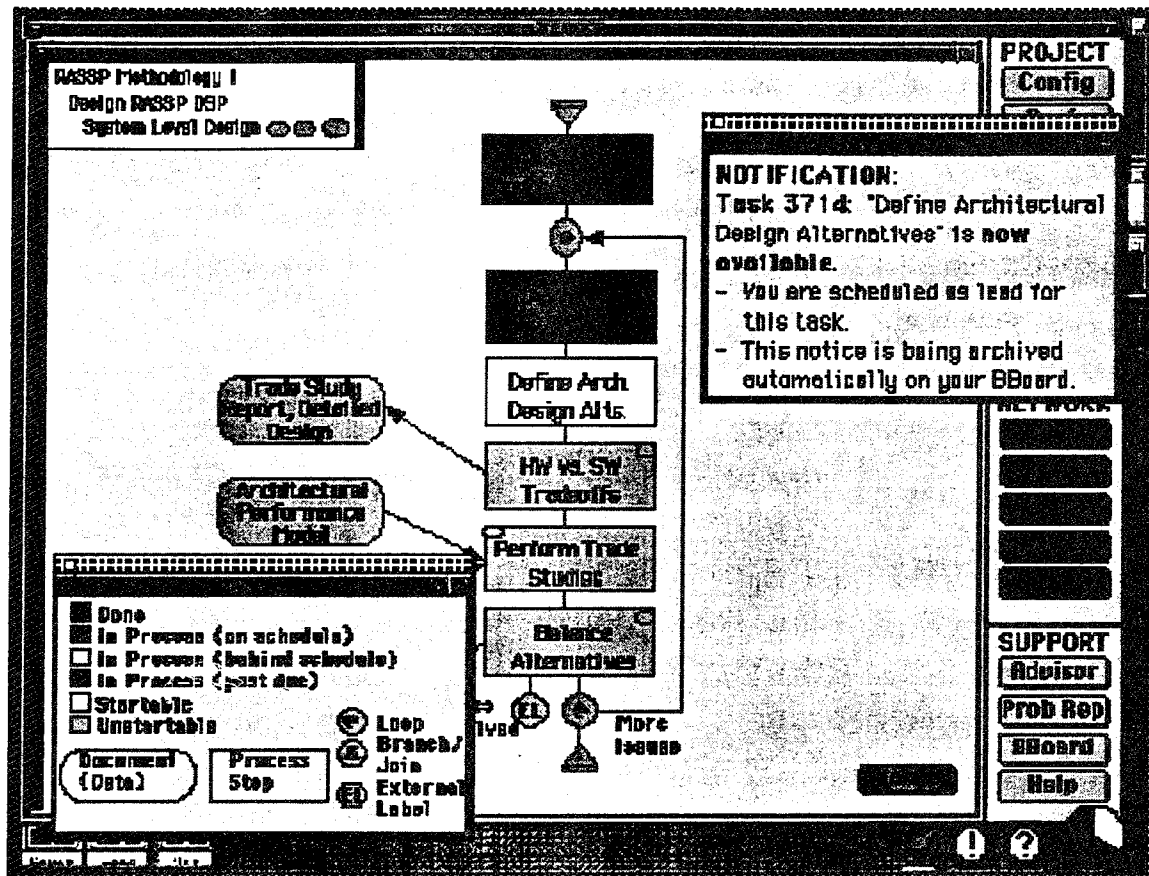 RASSP Methodology I
Design RASSP DSP
System Level Design
PROJECT
Config
NOTIFICATION:
Task 3714: "Define Architectural
Design Alternatives" is now
available.
- You are scheduled as lead for
this task.
- This notice is being archived
automatically on your BBoard.
NETWORK
Define Arch.
Design Alts.
Trade Study
Report, Detailed
Design
HW vs. SW
Tradeoffs
Architectural
Performance
Model
Perform Trade
Studies
Balance
Alternatives
More
Issues
Done
In Process (on schedule)
In Process (behind schedule)
In Process (past due)
Startable
Unstartable
Loop
Branch/
Join
External
Label
Document
(Data)
Process
Step
EL
SUPPORT
Advisor
Prob Rep
BBoard
Help
!
?